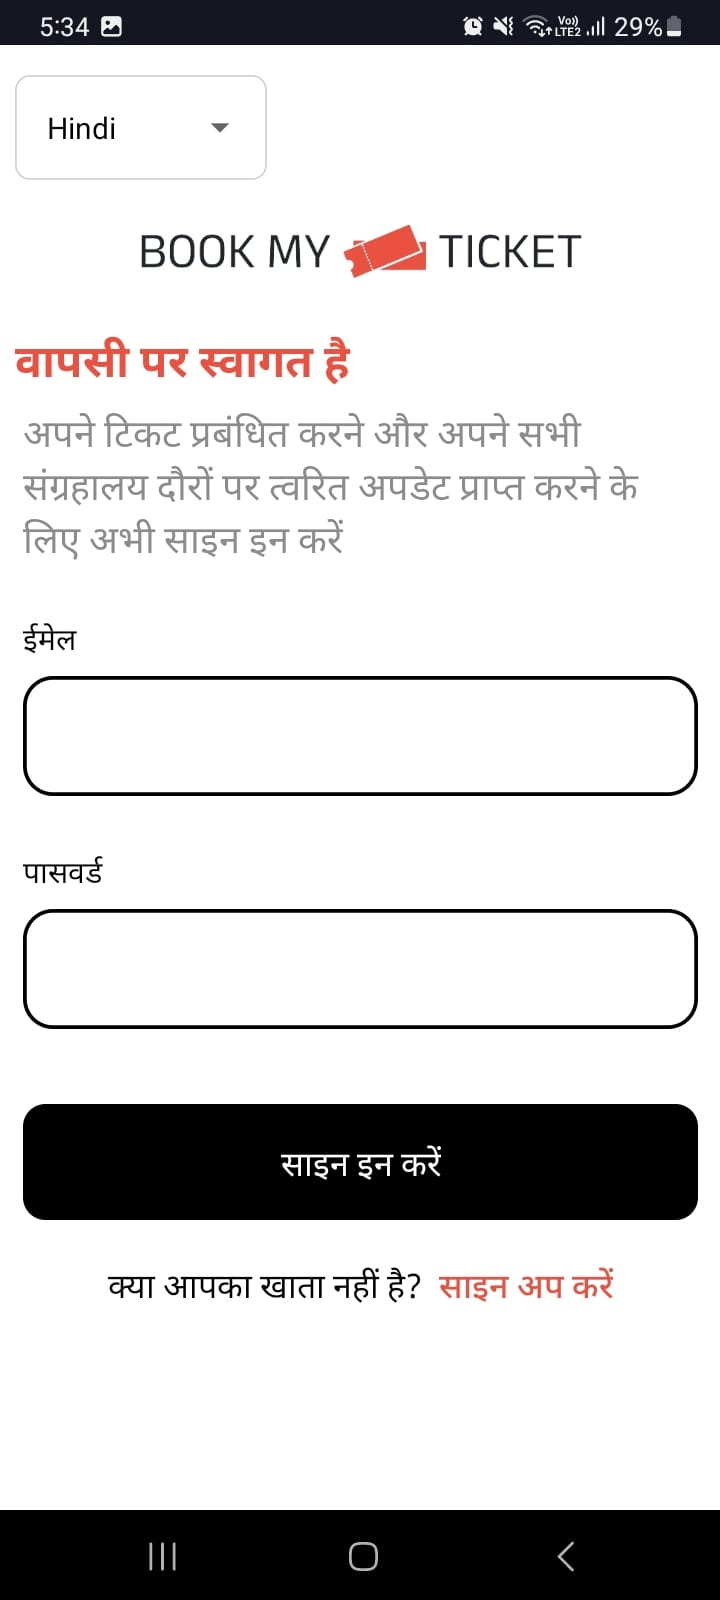 5:34
Vo))
LTE2
29%
Hindi
BOOK MY TICKET
वापसी पर स्वागत है
अपने टिकट प्रबंधित करने और अपने सभी
संग्रहालय दौरों पर त्वरित अपडेट प्राप्त करने के
लिए अभी साइन इन करें
ईमेल
पासवर्ड
साइन इन करें
क्या आपका खाता नहीं है? साइन अप करें